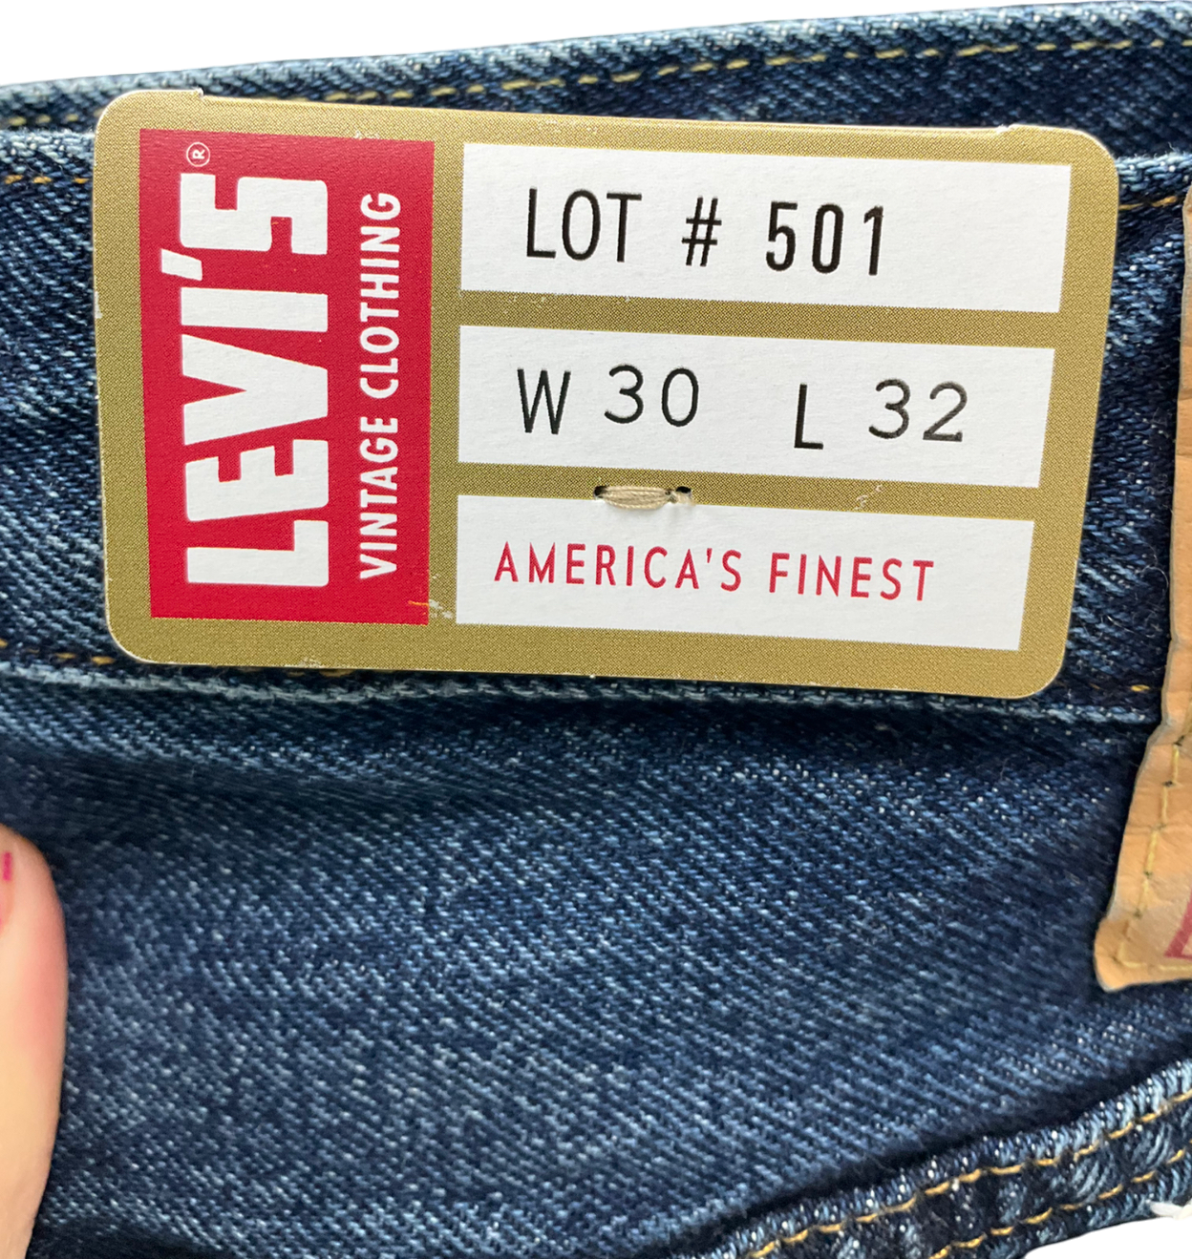 LEVI'S®
VINTAGE CLOTHING
LOT # 501
W 30 L 32
AMERICA'S FINEST